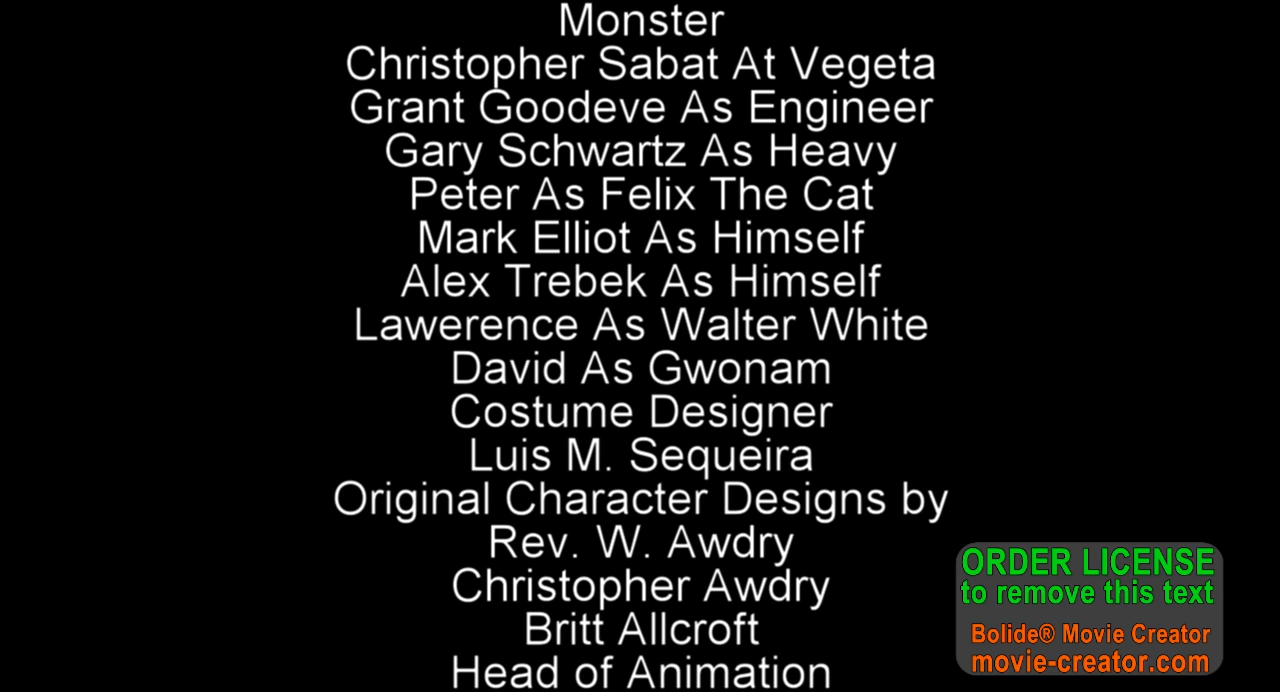 Monster
Christopher Sabat At Vegeta
Grant Goodeve As Engineer
Gary Schwartz As Heavy
Peter As Felix The Cat
Mark Elliot As Himself
Alex Trebek As Himself
Lawerence As Walter White
David As Gwonam
Costume Designer
Luis M. Sequeira
Original Character Designs by
Rev. W. Awdry
Christopher Awdry
Britt Allcroft
Head of Animation
ORDER LICENSE
to remove this text
Bolide® Movie Creator
movie-creator.com